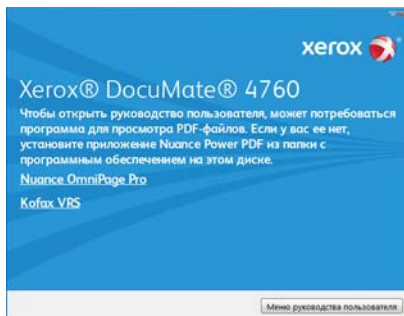 xerox
Xerox® DocuMate® 4760
Чтобы открыть руководство пользователя, может потребоваться
программа для просмотра PDF-файлов. Если у вас ее нет,
установите приложение Nuance Power PDF из папки с
программным обеспечением на этом диске.
Nuance OmniPage Pro
Kofax VRS
Меню руководства пользователя